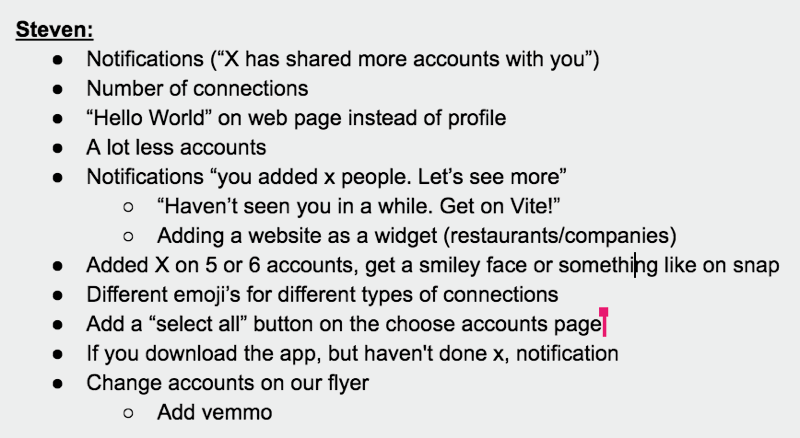 Steven:
● Notifications (“X has shared more accounts with you”)
● Number of connections
● “Hello World” on web page instead of profile
● A lot less accounts
● Notifications “you added x people. Let’s see more”
○ “Haven’t seen you in a while. Get on Vite!”
○ Adding a website as a widget (restaurants/companies)
● Added X on 5 or 6 accounts, get a smiley face or something like on snap
● Different emoji’s for different types of connections
● Add a “select all” button on the choose accounts page
● If you download the app, but haven't done x, notification
● Change accounts on our flyer
○ Add vemmo